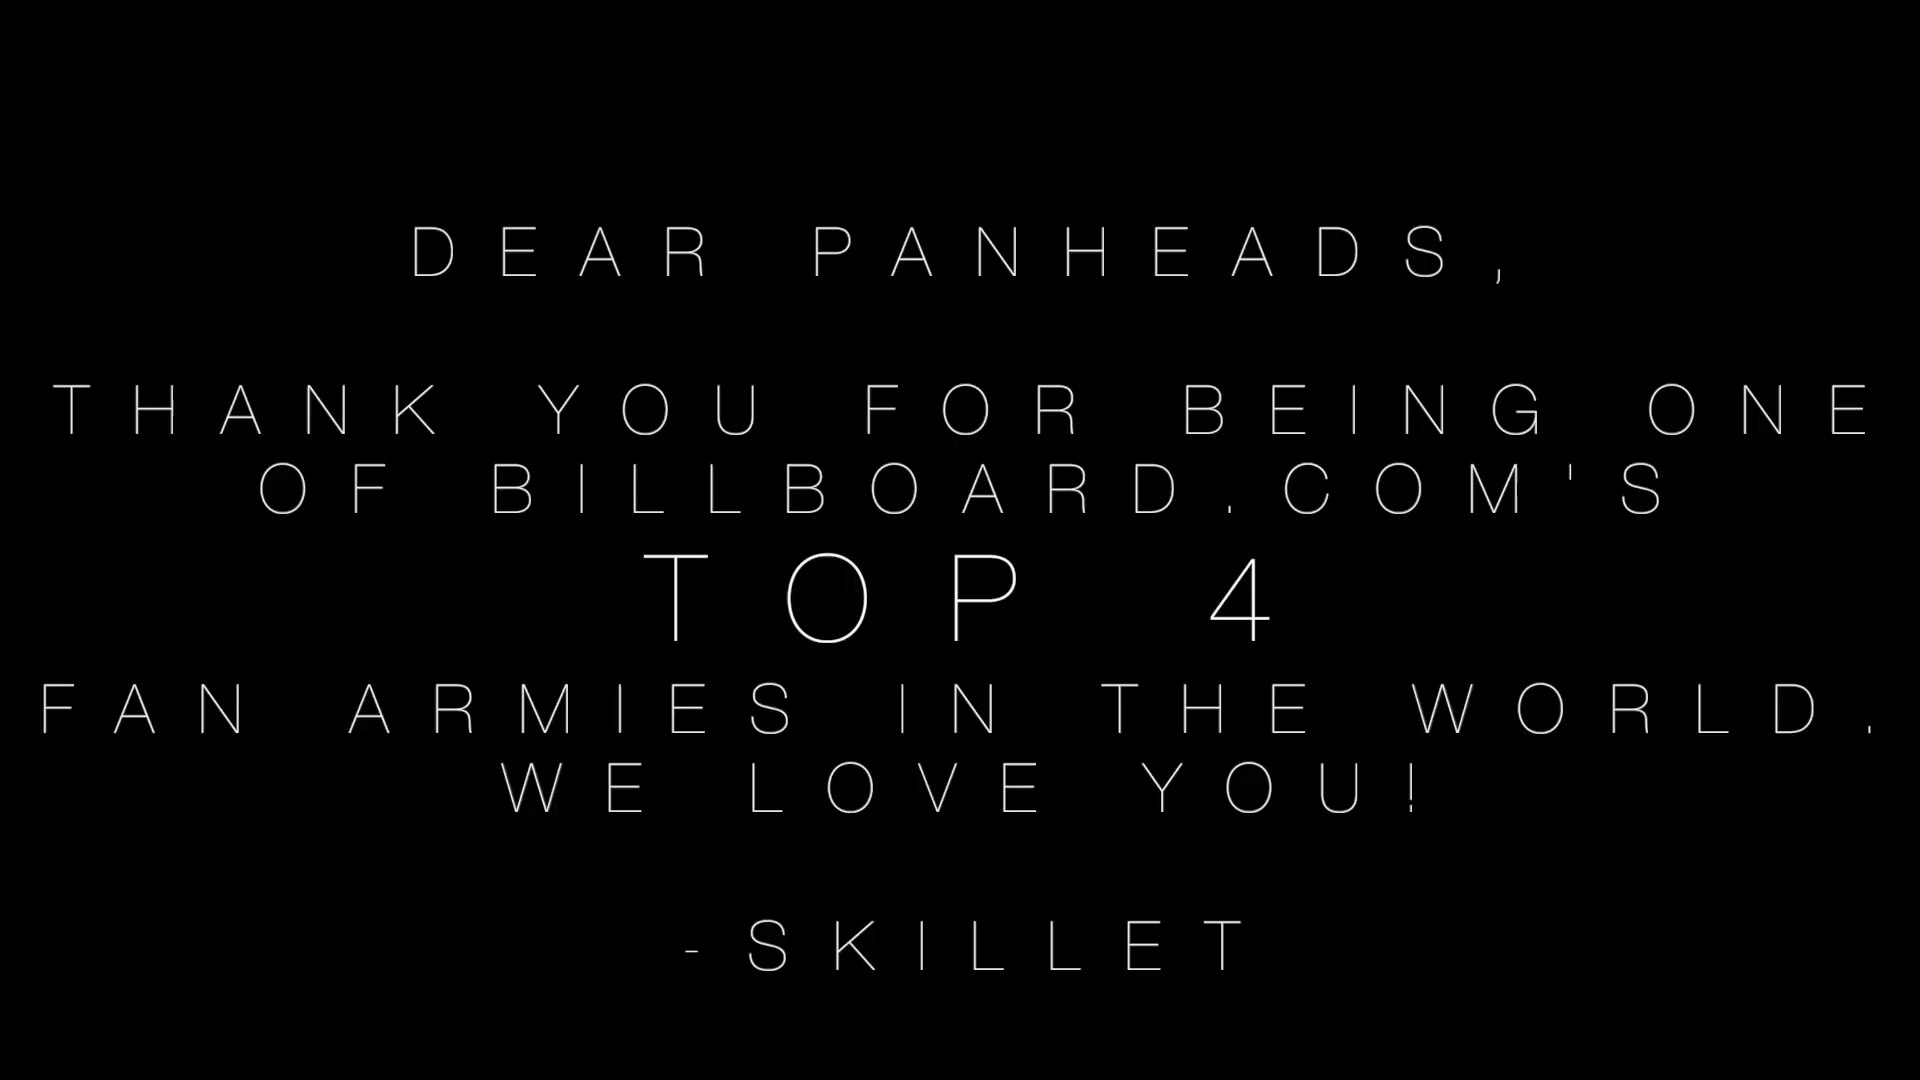 DEAR PANHEADS,
THANK YOU FOR BEING ONE
OF BILLBOARD.COM'S
TOP 4
FAN ARMIES IN THE WORLD.
WE LOVE YOU!
-SKILLET